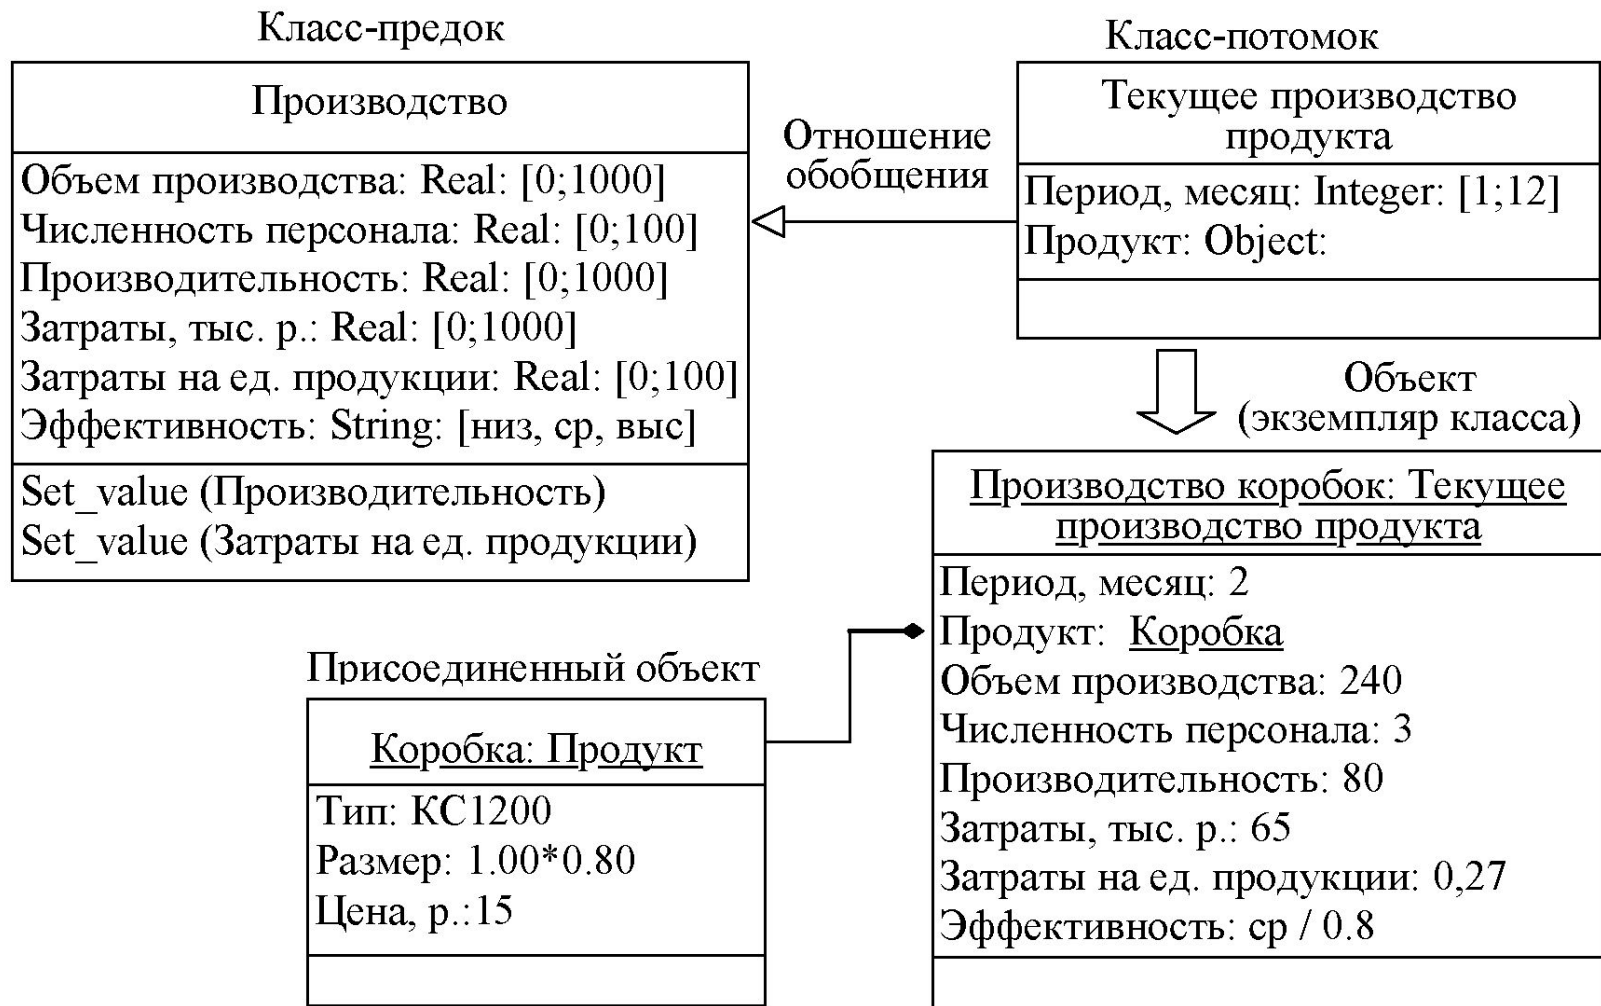 Класс-предок
Производство
Объем производства: Real: [0;1000]
Численность персонала: Real: [0;100]
Производительность: Real: [0;1000]
Затраты, тыс. р.: Real: [0;1000]
Затраты на ед. продукции: Real: [0;100]
Эффективность: String: [низ, ср, выс]
Set_value (Производительность)
Set_value (Затраты на ед. продукции)
Отношение
обобщения
Класс-потомок
Текущее производство
продукта
Период, месяц: Integer: [1;12]
Продукт: Object:
Объект
(экземпляр класса)
Производство коробок: Текущее
производство продукта
Период, месяц: 2
Продукт: Коробка
Объем производства: 240
Численность персонала: 3
Производительность: 80
Затраты, тыс. р.: 65
Затраты на ед. продукции: 0,27
Эффективность: ср / 0.8
Присоединенный объект
Коробка: Продукт
Тип: КС1200
Размер: 1.00*0.80
Цена, р.:15